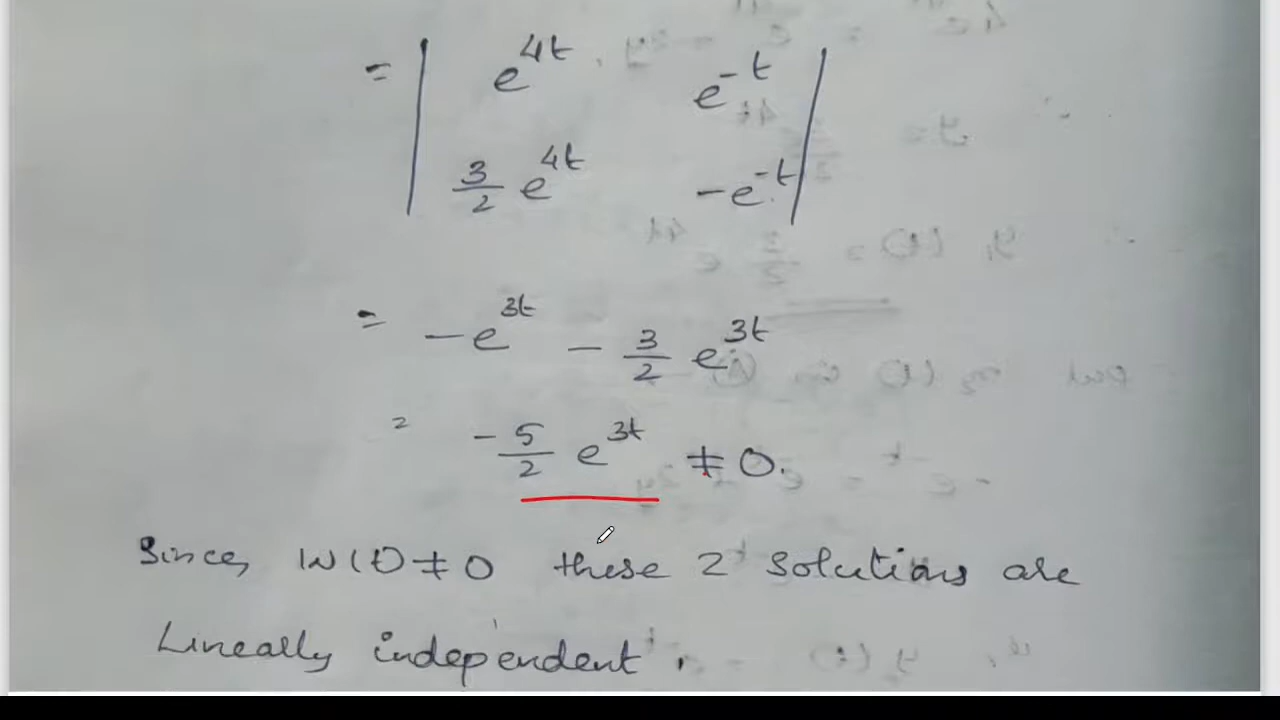 = | e^{4t} e^{-t} |
| 3/2 e^{4t} -e^{-t} |
= -e^{3t} - 3/2 e^{3t}
= -5/2 e^{3t} ≠ 0.
Since, W(t) ≠ 0 these 2 solutions are
Lineally independent.